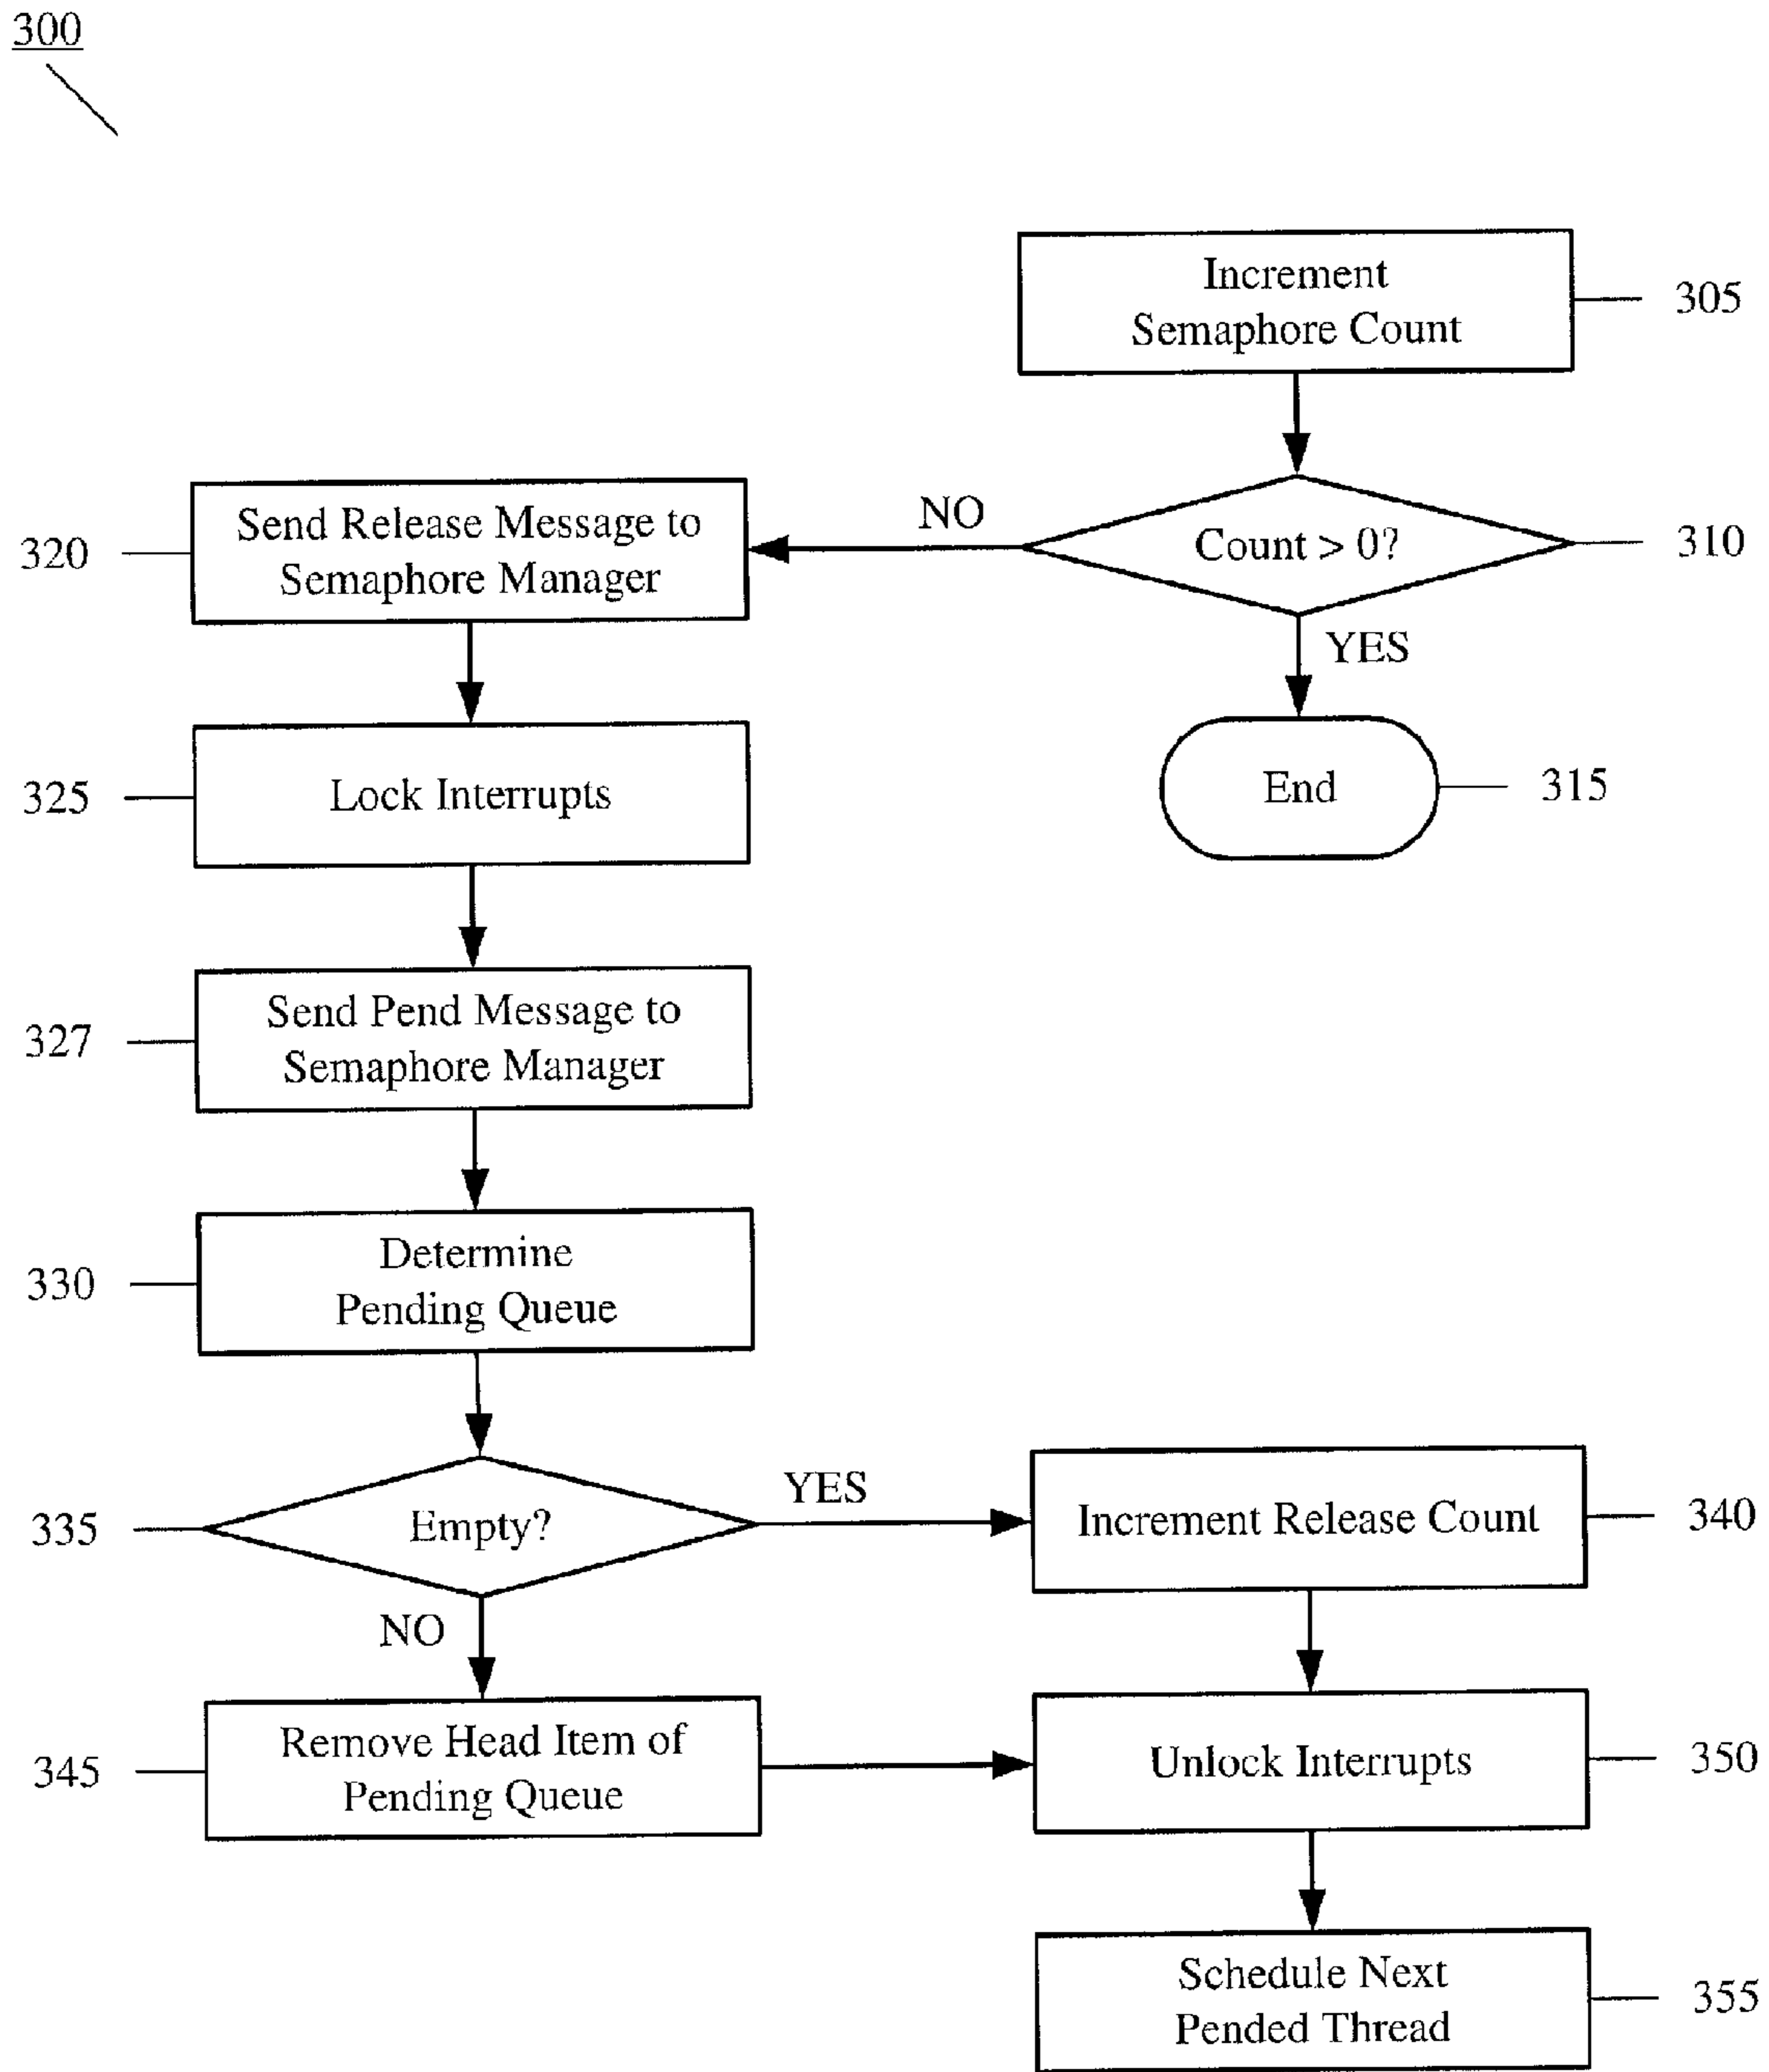 300
Increment
Semaphore Count
305
Send Release Message to
Semaphore Manager
320
NO
Count > 0?
310
YES
End
315
Lock Interrupts
325
Send Pend Message to
Semaphore Manager
327
Determine
Pending Queue
330
Empty?
335
YES
Increment Release Count
340
NO
Remove Head Item of
Pending Queue
345
Unlock Interrupts
350
Schedule Next
Pended Thread
355